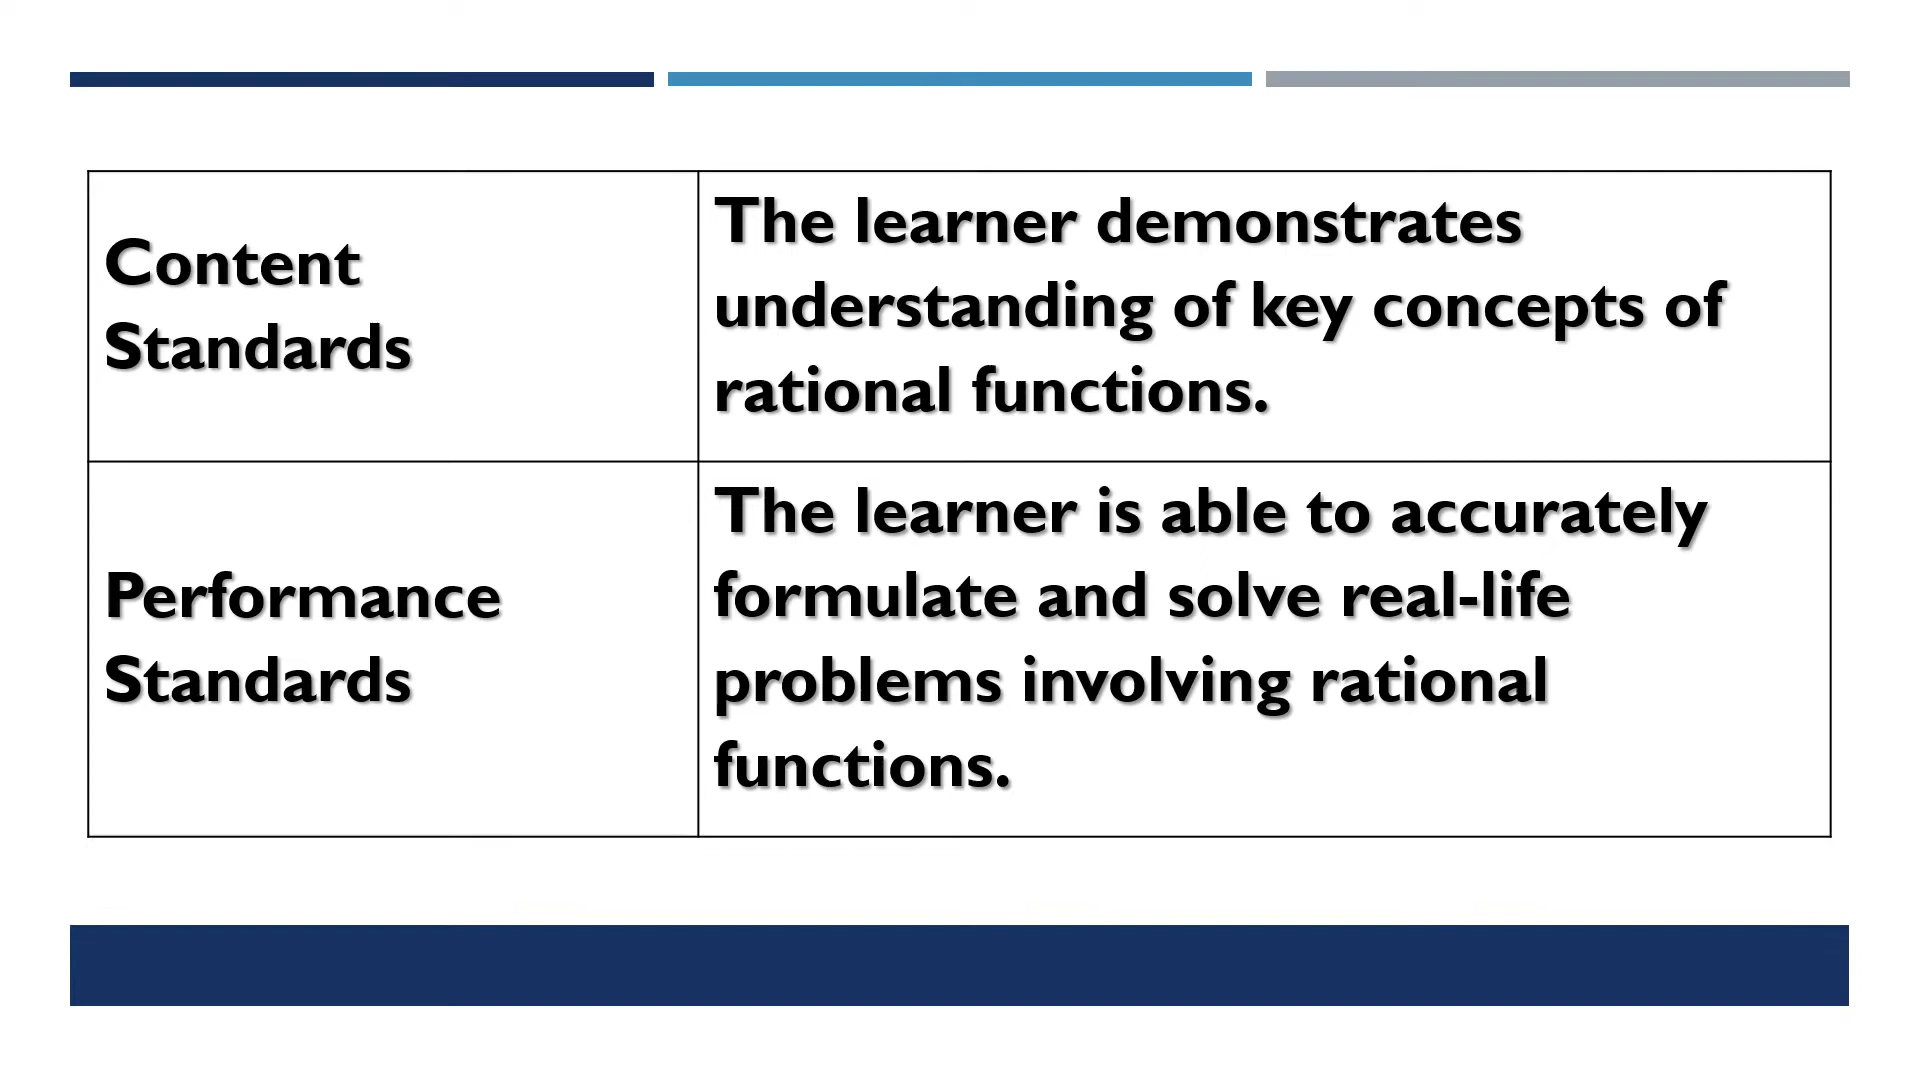 Content
Standards
The learner demonstrates
understanding of key concepts of
rational functions.
Performance
Standards
The learner is able to accurately
formulate and solve real-life
problems involving rational
functions.